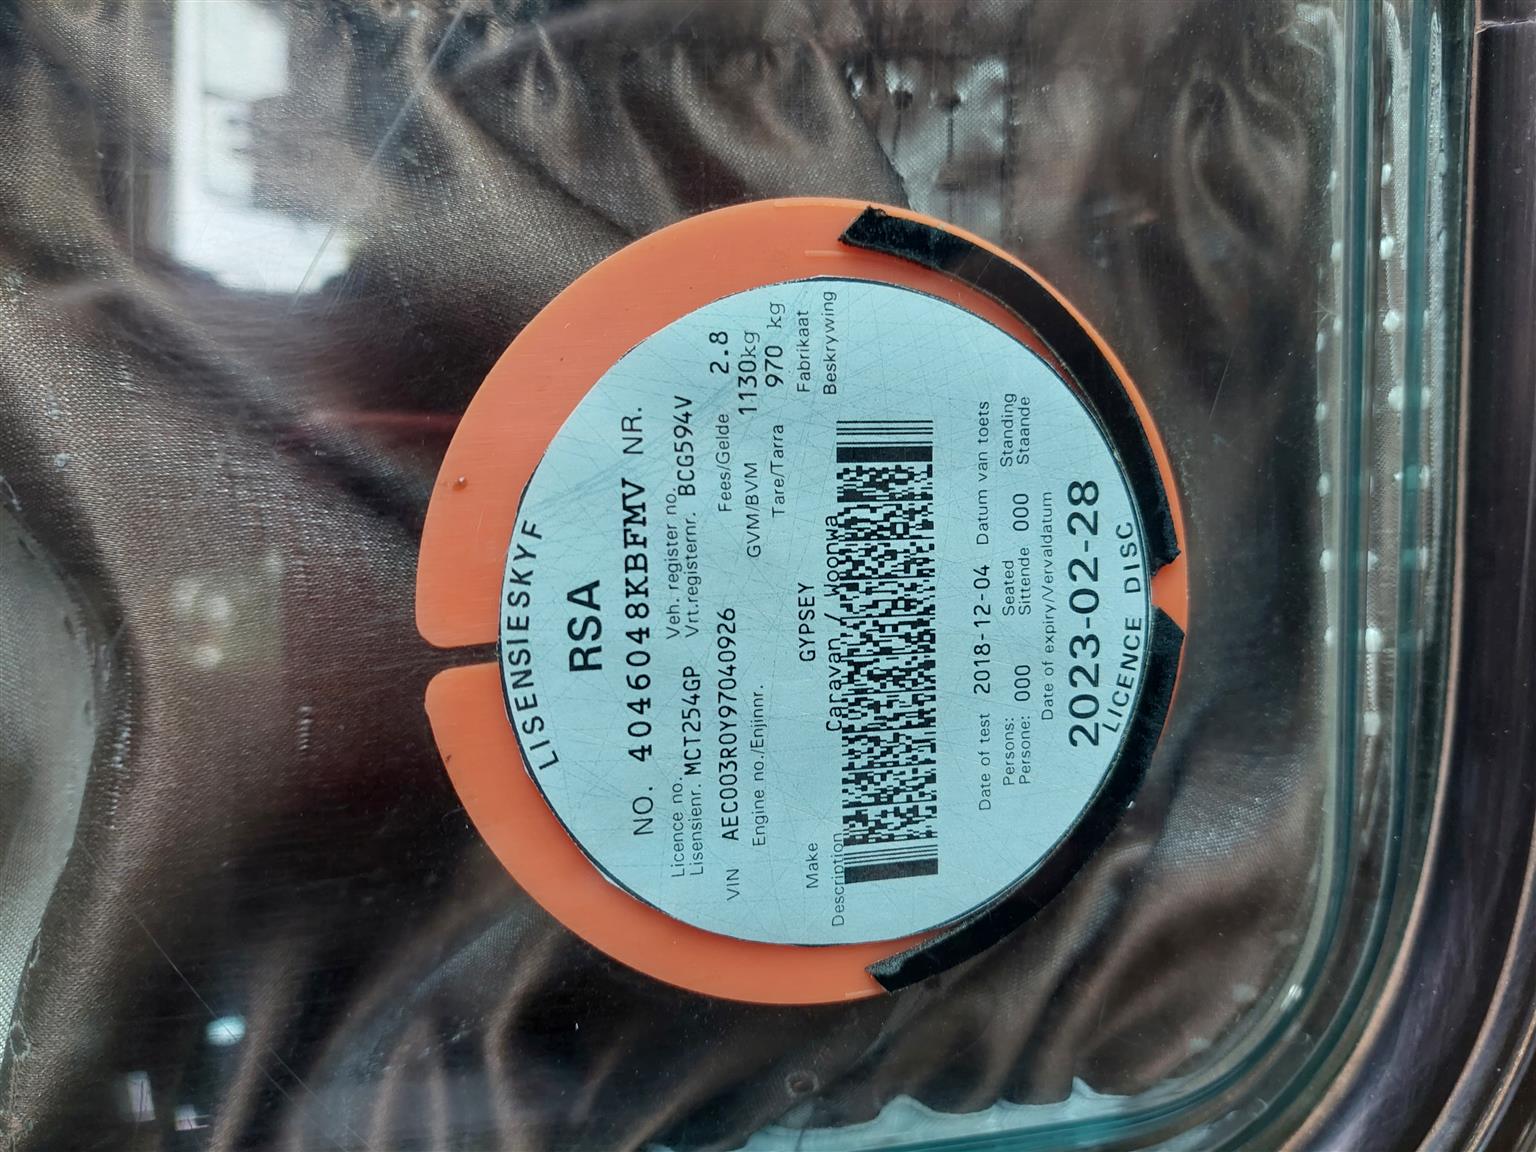 LISENSIESKYF
RSA
NO. 4046048KBFMV NR.
Licence no. Veh. register no.
Lisensienr. MCT254GP Vrt.registernr. BCG594V
VIN AEC003R0Y97040926 Fees/Gelde 2.8
Engine no./Enjinnr. GVM/BVM 1130kg
Tare/Tarra 970 kg
Make GYPSEY Fabrikaat
Description Caravan / Woonwa Beskrywing
Date of test 2018-12-04 Datum van toets
Persons: Seated Standing
Persone: 000 Sittende 000 Staande
Date of expiry/Vervaldatum
2023-02-28
LICENCE DISC